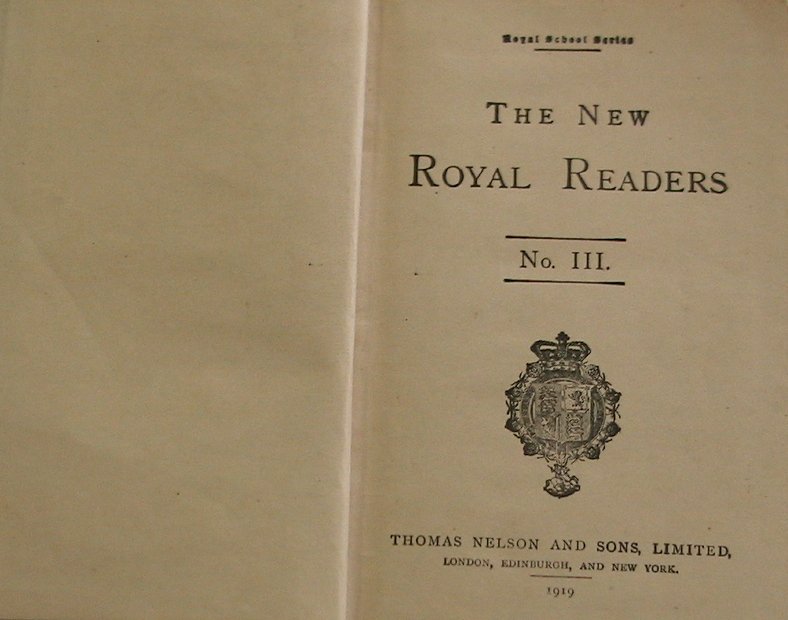 Royal School Series
THE NEW
ROYAL READERS
No. III.
THOMAS NELSON AND SONS, LIMITED,
LONDON, EDINBURGH, AND NEW YORK.
1919